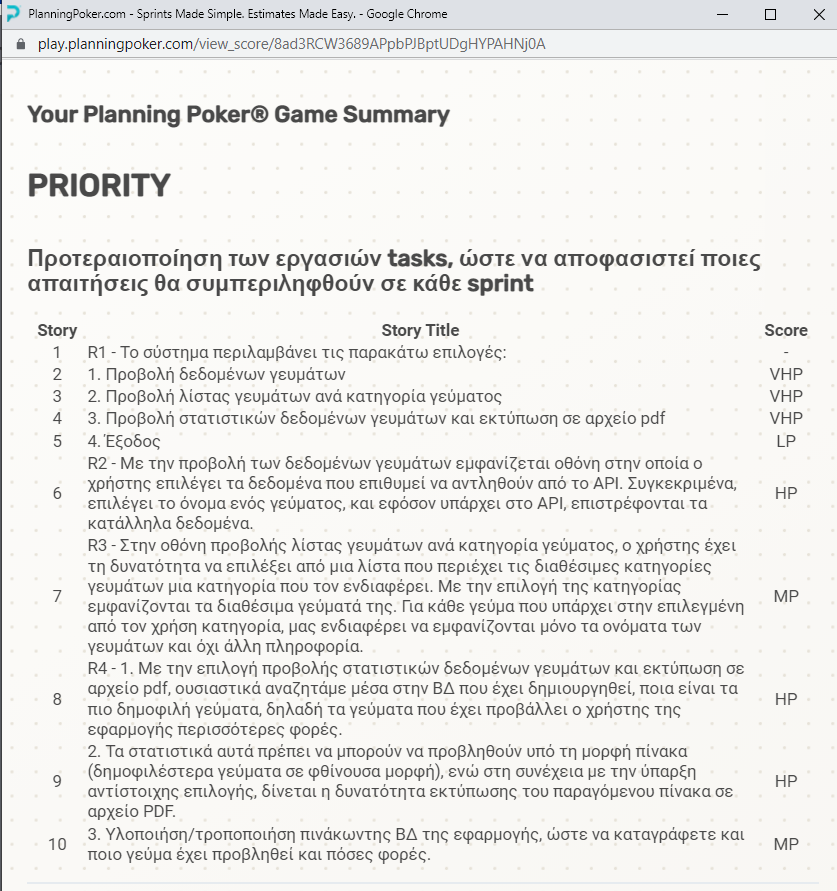 PlanningPoker.com - Sprints Made Simple. Estimates Made Easy. - Google Chrome
play.planningpoker.com/view_score/8ad3RCW3689APpbPJBptUDgHYPAHNj0A
Your Planning Poker® Game Summary
PRIORITY
Προτεραιοποίηση των εργασιών tasks, ώστε να αποφασιστεί ποιες
απαιτήσεις θα συμπεριληφθούν σε κάθε sprint
Story Story Title Score
1 R1 - Το σύστημα περιλαμβάνει τις παρακάτω επιλογές: -
2 1. Προβολή δεδομένων γευμάτων VHP
3 2. Προβολή λίστας γευμάτων ανά κατηγορία γεύματος VHP
4 3. Προβολή στατιστικών δεδομένων γευμάτων και εκτύπωση σε αρχείο pdf VHP
5 4. Έξοδος LP
R2 - Με την προβολή των δεδομένων γευμάτων εμφανίζεται οθόνη στην οποία ο
χρήστης επιλέγει τα δεδομένα που επιθυμεί να αντληθούν από το API. Συγκεκριμένα,
6 HP
επιλέγει το όνομα ενός γεύματος, και εφόσον υπάρχει στο API, επιστρέφονται τα
κατάλληλα δεδομένα.
R3 - Στην οθόνη προβολής λίστας γευμάτων ανά κατηγορία γεύματος, ο χρήστης έχει
τη δυνατότητα να επιλέξει από μια λίστα που περιέχει τις διαθέσιμες κατηγορίες
γευμάτων μια κατηγορία που τον ενδιαφέρει. Με την επιλογή της κατηγορίας
7 MP
εμφανίζονται τα διαθέσιμα γεύματά της. Για κάθε γεύμα που υπάρχει στην επιλεγμένη
από τον χρήση κατηγορία, μας ενδιαφέρει να εμφανίζονται μόνο τα ονόματα των
γευμάτων και όχι άλλη πληροφορία.
R4 - 1. Με την επιλογή προβολής στατιστικών δεδομένων γευμάτων και εκτύπωση σε
αρχείο pdf, ουσιαστικά αναζητάμε μέσα στην ΒΔ που έχει δημιουργηθεί, ποια είναι τα
8 HP
πιο δημοφιλή γεύματα, δηλαδή τα γεύματα που έχει προβάλλει ο χρήστης της
εφαρμογής περισσότερες φορές.
2. Τα στατιστικά αυτά πρέπει να μπορούν να προβληθούν υπό τη μορφή πίνακα
(δημοφιλέστερα γεύματα σε φθίνουσα μορφή), ενώ στη συνέχεια με την ύπαρξη
9 HP
αντίστοιχης επιλογής, δίνεται η δυνατότητα εκτύπωσης του παραγόμενου πίνακα σε
αρχείο PDF.
3. Υλοποιήση/τροποποιήση πινάκωντης ΒΔ της εφαρμογής, ώστε να καταγράφετε και
10 MP
ποιο γεύμα έχει προβληθεί και πόσες φορές.